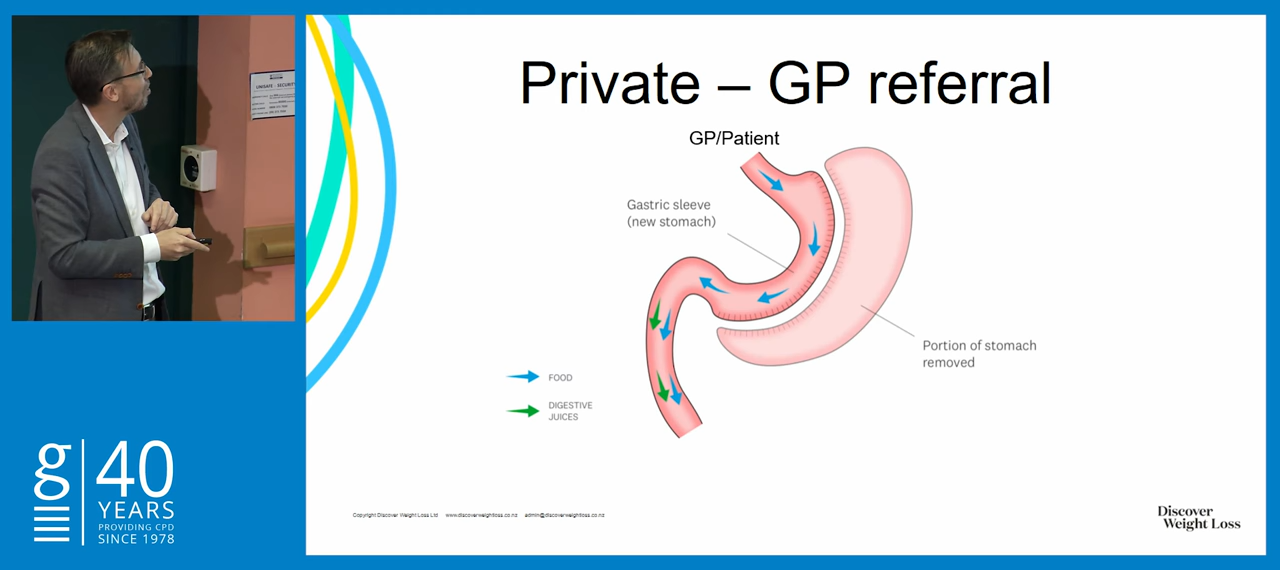 Private – GP referral
GP/Patient
Gastric sleeve
(new stomach)
Portion of stomach
removed
FOOD
DIGESTIVE
JUICES
Copyright Discover Weight Loss Ltd www.discoverweightloss.co.nz admin@discoverweightloss.co.nz
Discover
Weight Loss
g
40
YEARS
PROVIDING CPD
SINCE 1978